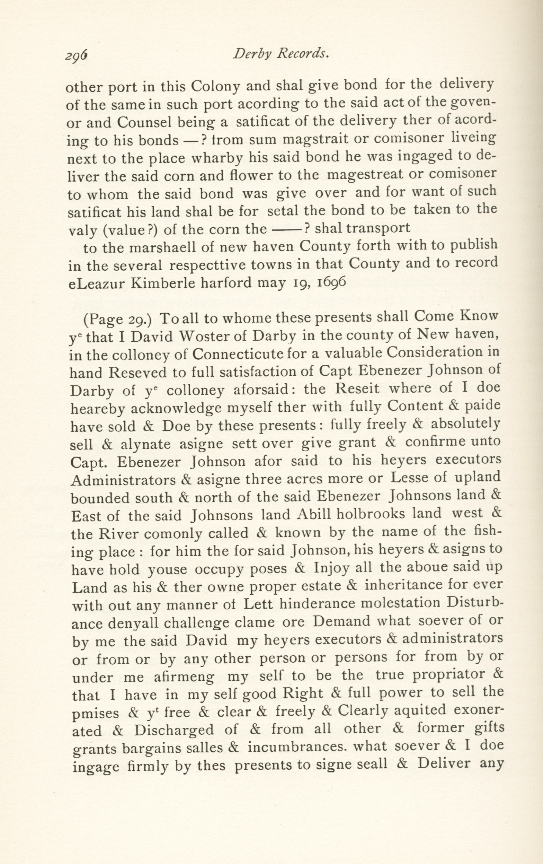 296 Derby Records.
other port in this Colony and shal give bond for the delivery
of the same in such port acording to the said act of the goven-
or and Counsel being a satificat of the delivery ther of acord-
ing to his bonds —? from sum magstrait or comisoner liveing
next to the place wharby his said bond he was ingaged to de-
liver the said corn and flower to the magestreat or comisoner
to whom the said bond was give over and for want of such
satificat his land shal be for setal the bond to be taken to the
valy (value?) of the corn the ——? shal transport
to the marshaell of new haven County forth with to publish
in the several respecttive towns in that County and to record
eLeazur Kimberle harford may 19, 1696
(Page 29.) To all to whome these presents shall Come Know
yᵉ that I David Woster of Darby in the county of New haven,
in the colloney of Connecticute for a valuable Consideration in
hand Reseved to full satisfaction of Capt Ebenezer Johnson of
Darby of yᵉ colloney aforsaid: the Reseit where of I doe
heareby acknowledge myself ther with fully Content & paide
have sold & Doe by these presents: fully freely & absolutely
sell & alynate asigne sett over give grant & confirme unto
Capt. Ebenezer Johnson afor said to his heyers executors
Administrators & asigne three acres more or Lesse of upland
bounded south & north of the said Ebenezer Johnsons land &
East of the said Johnsons land Abill holbrooks land west &
the River comonly called & known by the name of the fish-
ing place: for him the for said Johnson, his heyers & asigns to
have hold youse occupy poses & Injoy all the aboue said up
Land as his & ther owne proper estate & inheritance for ever
with out any manner of Lett hinderance molestation Disturb-
ance denyall challenge clame ore Demand what soever of or
by me the said David my heyers executors & administrators
or from or by any other person or persons for from by or
under me afirmeng my self to be the true propriator &
that I have in my self good Right & full power to sell the
pmises & yᵗ free & clear & freely & Clearly aquited exoner-
ated & Discharged of & from all other & former gifts
grants bargains salles & incumbrances. what soever & I doe
ingage firmly by thes presents to signe seall & Deliver any